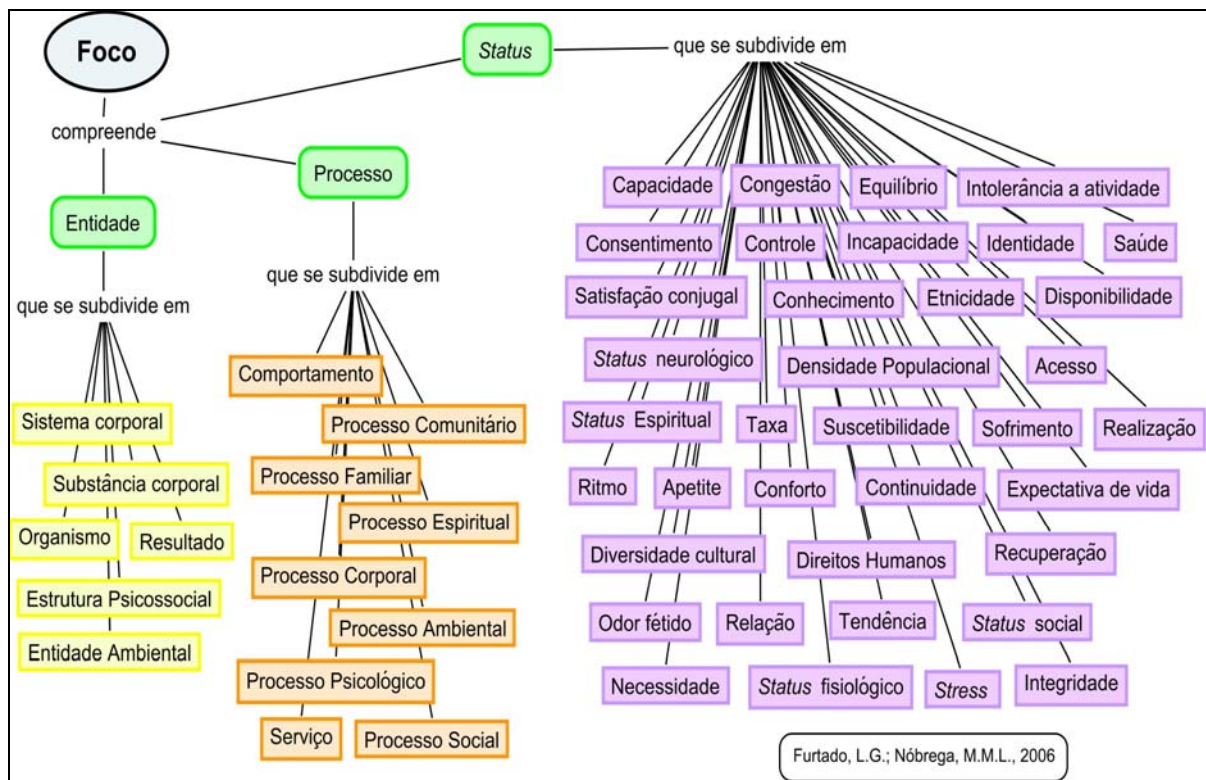 Foco
Status
que se subdivide em
compreende
Processo
Entidade
que se subdivide em
que se subdivide em
Sistema corporal
Substância corporal
Organismo
Resultado
Estrutura Psicossocial
Entidade Ambiental
Comportamento
Processo Comunitário
Processo Familiar
Processo Espiritual
Processo Corporal
Processo Ambiental
Processo Psicológico
Serviço
Processo Social
Capacidade
Congestão
Equilíbrio
Intolerância a atividade
Consentimento
Controle
Incapacidade
Identidade
Saúde
Satisfação conjugal
Conhecimento
Etnicidade
Disponibilidade
Status neurológico
Densidade Populacional
Acesso
Status Espiritual
Taxa
Suscetibilidade
Sofrimento
Realização
Ritmo
Apetite
Conforto
Continuidade
Expectativa de vida
Diversidade cultural
Direitos Humanos
Recuperação
Odor fétido
Relação
Tendência
Status social
Necessidade
Status fisiológico
Stress
Integridade
Furtado, L.G.; Nóbrega, M.M.L., 2006